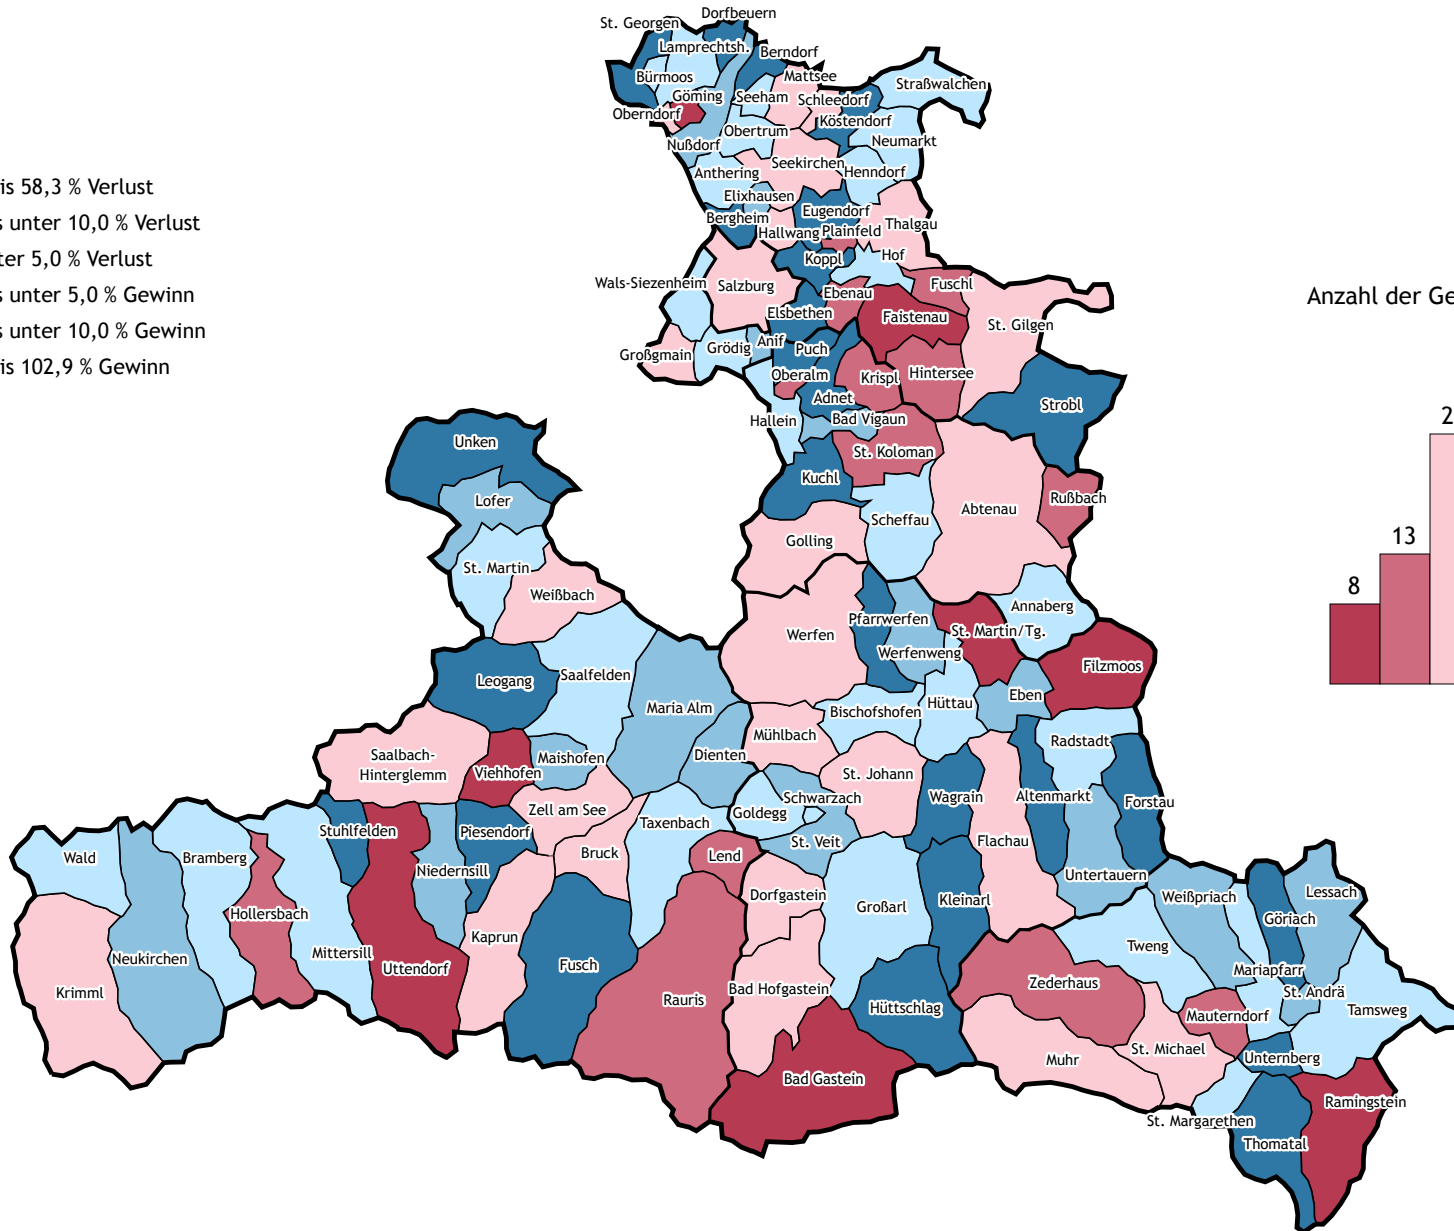 is 58,3 % Verlust
s unter 10,0 % Verlust
ter 5,0 % Verlust
s unter 5,0 % Gewinn
s unter 10,0 % Gewinn
is 102,9 % Gewinn
Anzahl der Ge
8
13
2
St. Georgen
Dorfbeuern
Lamprechtsh.
Berndorf
Bürmoos
Mattsee
Straßwalchen
Göming
Seeham
Schleedorf
Oberndorf
Köstendorf
Obertrum
Neumarkt
Nußdorf
Seekirchen
Anthering
Henndorf
Elixhausen
Bergheim
Eugendorf
Thalgau
Hallwang
Plainfeld
Koppl
Hof
Wals-Siezenheim
Salzburg
Ebenau
Fuschl
Elsbethen
Faistenau
St. Gilgen
Großgmain
Grödig
Anif
Puch
Oberalm
Krispl
Hintersee
Adnet
Strobl
Hallein
Bad Vigaun
St. Koloman
Unken
Kuchl
Lofer
Rußbach
Scheffau
Abtenau
Golling
St. Martin
Weißbach
Annaberg
Pfarrwerfen
Werfen
St. Martin/Tg.
Werfenweng
Filzmoos
Leogang
Saalfelden
Eben
Maria Alm
Hüttau
Bischofshofen
Mühlbach
Radstadt
Saalbach-
Hinterglemm
Viehhofen
Maishofen
Dienten
St. Johann
Schwarzach
Wagrain
Altenmarkt
Forstau
Zell am See
Goldegg
Stuhlfelden
Piesendorf
Taxenbach
St. Veit
Flachau
Wald
Bramberg
Niedernsill
Bruck
Lend
Untertauern
Dorfgastein
Großarl
Kleinarl
Weißpriach
Lessach
Hollersbach
Göriach
Kaprun
Tweng
Neukirchen
Mittersill
Uttendorf
Fusch
Mariapfarr
Krimml
Rauris
Bad Hofgastein
Zederhaus
St. Andrä
Hüttschlag
Mauterndorf
Tamsweg
Muhr
St. Michael
Unternberg
Bad Gastein
Ramingstein
St. Margarethen
Thomatal